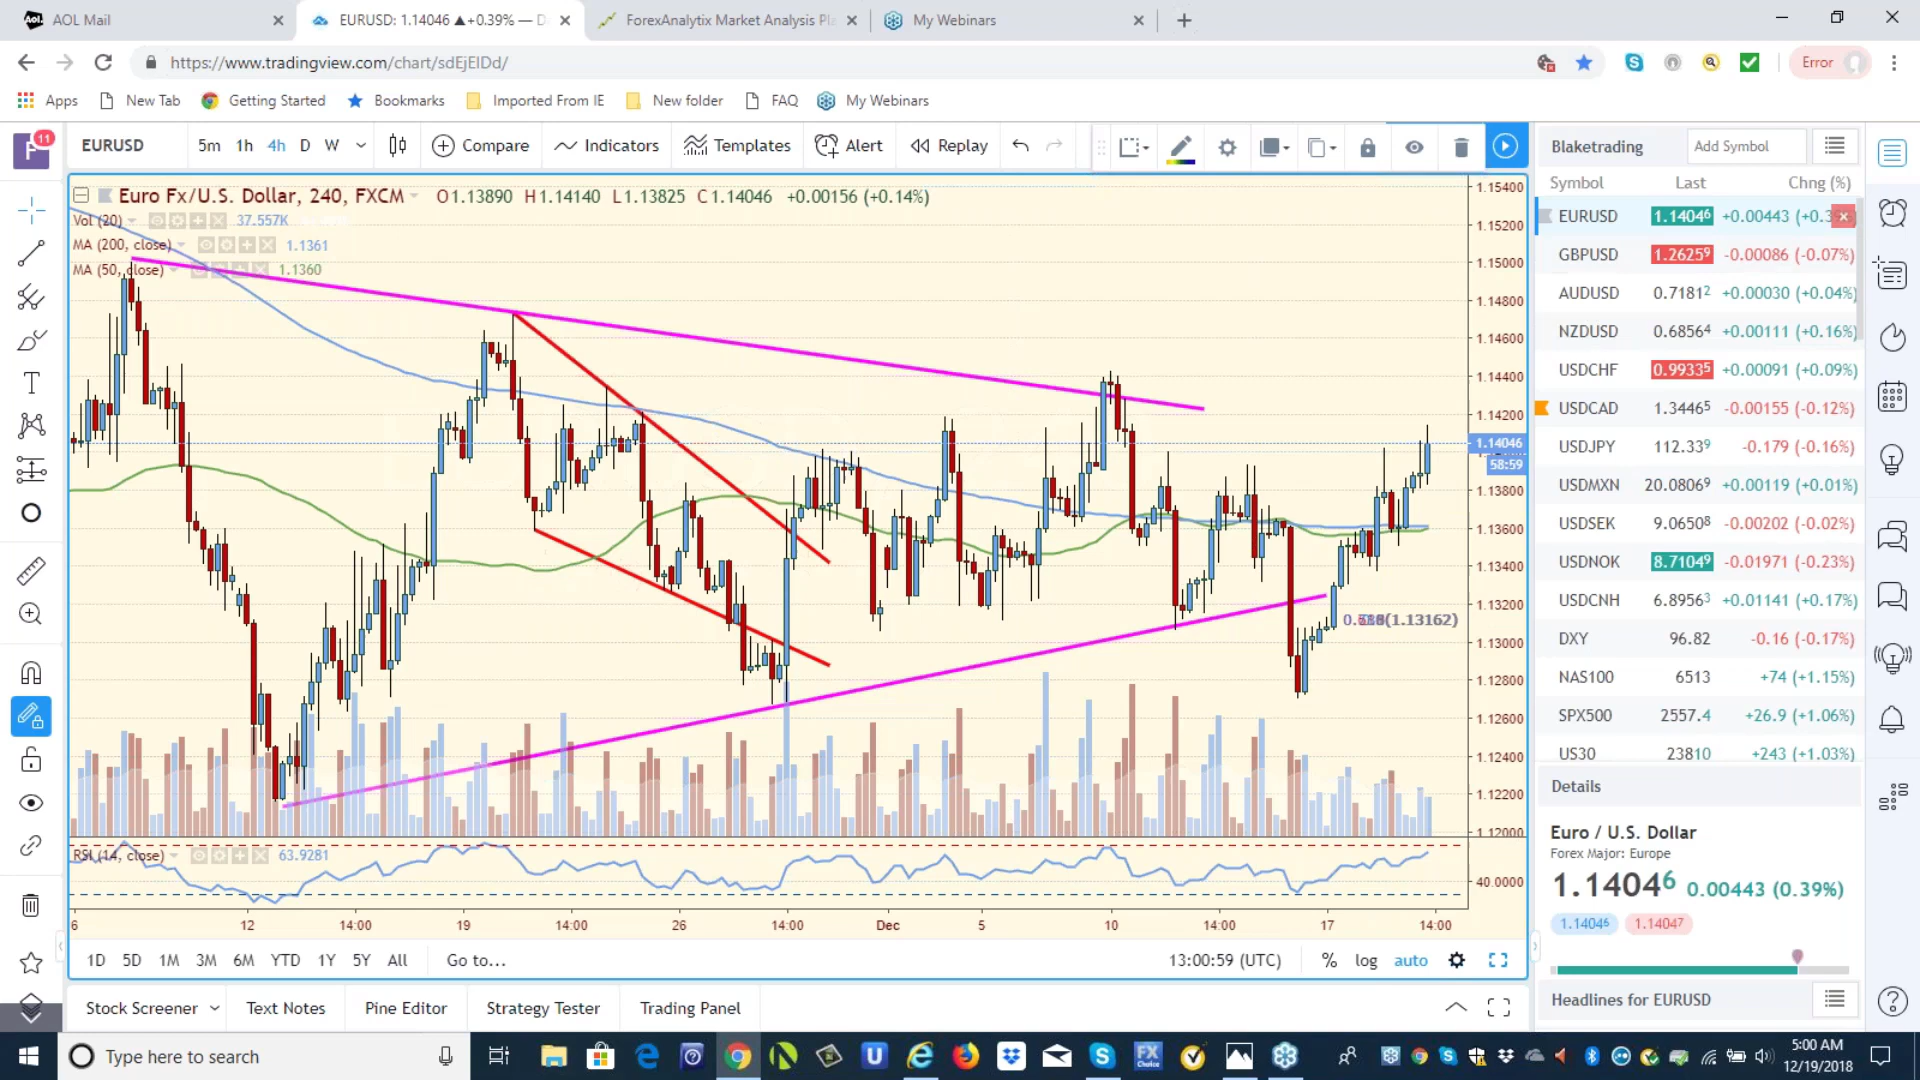 AOL Mail
EURUSD: 1.14046 ▲+0.39% — D
ForexAnalytix Market Analysis Pla
My Webinars
https://www.tradingview.com/chart/sdEjEIDd/
Error
Apps
New Tab
Getting Started
Bookmarks
Imported From IE
New folder
FAQ
My Webinars
11
EURUSD
5m 1h 4h D W
Compare
Indicators
Templates
Alert
Replay
Blaketrading
Add Symbol
Symbol Last Chng (%)
Euro Fx/U.S. Dollar, 240, FXCM O1.13890 H1.14140 L1.13825 C1.14046 +0.00156 (+0.14%)
Vol (20) 37.557K
MA (200, close) 1.1361
MA (50, close) 1.1360
1.15400
1.15200
1.15000
1.14800
1.14600
1.14400
1.14200
1.14046
58:59
1.13800
1.13600
1.13400
1.13200
1.13000
1.12800
1.12600
1.12400
1.12200
1.12000
(1.13162)
RSI (14, close) 63.9281
40.0000
6 12 14:00 19 14:00 26 14:00 Dec 5 10 14:00 17 14:00
1D 5D 1M 3M 6M YTD 1Y 5Y All
Go to...
13:00:59 (UTC) % log auto
Stock Screener
Text Notes
Pine Editor
Strategy Tester
Trading Panel
EURUSD 1.14046 +0.00443
GBPUSD 1.26259 -0.00086 (-0.07%)
AUDUSD 0.71812 +0.00030 (+0.04%)
NZDUSD 0.68564 +0.00111 (+0.16%)
USDCHF 0.99335 +0.00091 (+0.09%)
USDCAD 1.34465 -0.00155 (-0.12%)
USDJPY 112.339 -0.179 (-0.16%)
USDMXN 20.08069 +0.00119 (+0.01%)
USDSEK 9.06508 -0.00202 (-0.02%)
USDNOK 8.71049 -0.01971 (-0.23%)
USDCNH 6.89563 +0.01141 (+0.17%)
DXY 96.82 -0.16 (-0.17%)
NAS100 6513 +74 (+1.15%)
SPX500 2557.4 +26.9 (+1.06%)
US30 23810 +243 (+1.03%)
Details
Euro / U.S. Dollar
Forex Major: Europe
1.14046 0.00443 (0.39%)
1.14046 1.14047
Headlines for EURUSD
Type here to search
FX
Choice
5:00 AM
12/19/2018